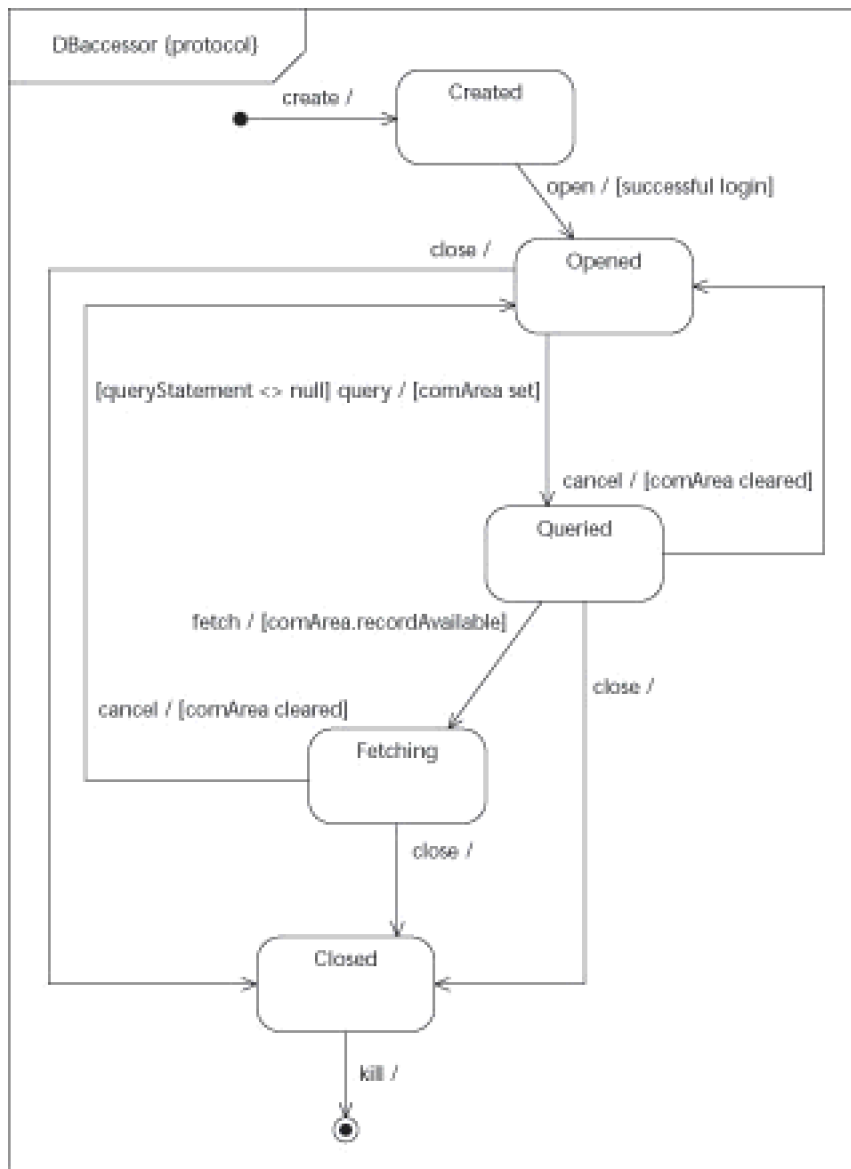 DBaccessor {protocol}
create /
Created
open / [successful login]
close /
Opened
[queryStatement <> null] query / [comArea set]
cancel / [comArea cleared]
Queried
fetch / [comArea.recordAvailable]
close /
cancel / [comArea cleared]
Fetching
close /
Closed
kill /